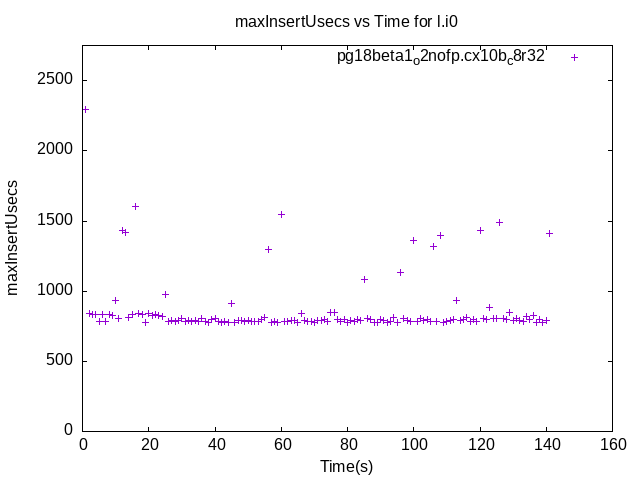 maxInsertUsecs vs Time for l.i0
pg18beta1o2nofp.cx10bc8r32
2500
2000
1500
1000
500
0
maxInsertUsecs
0 20 40 60 80 100 120 140 160
Time(s)